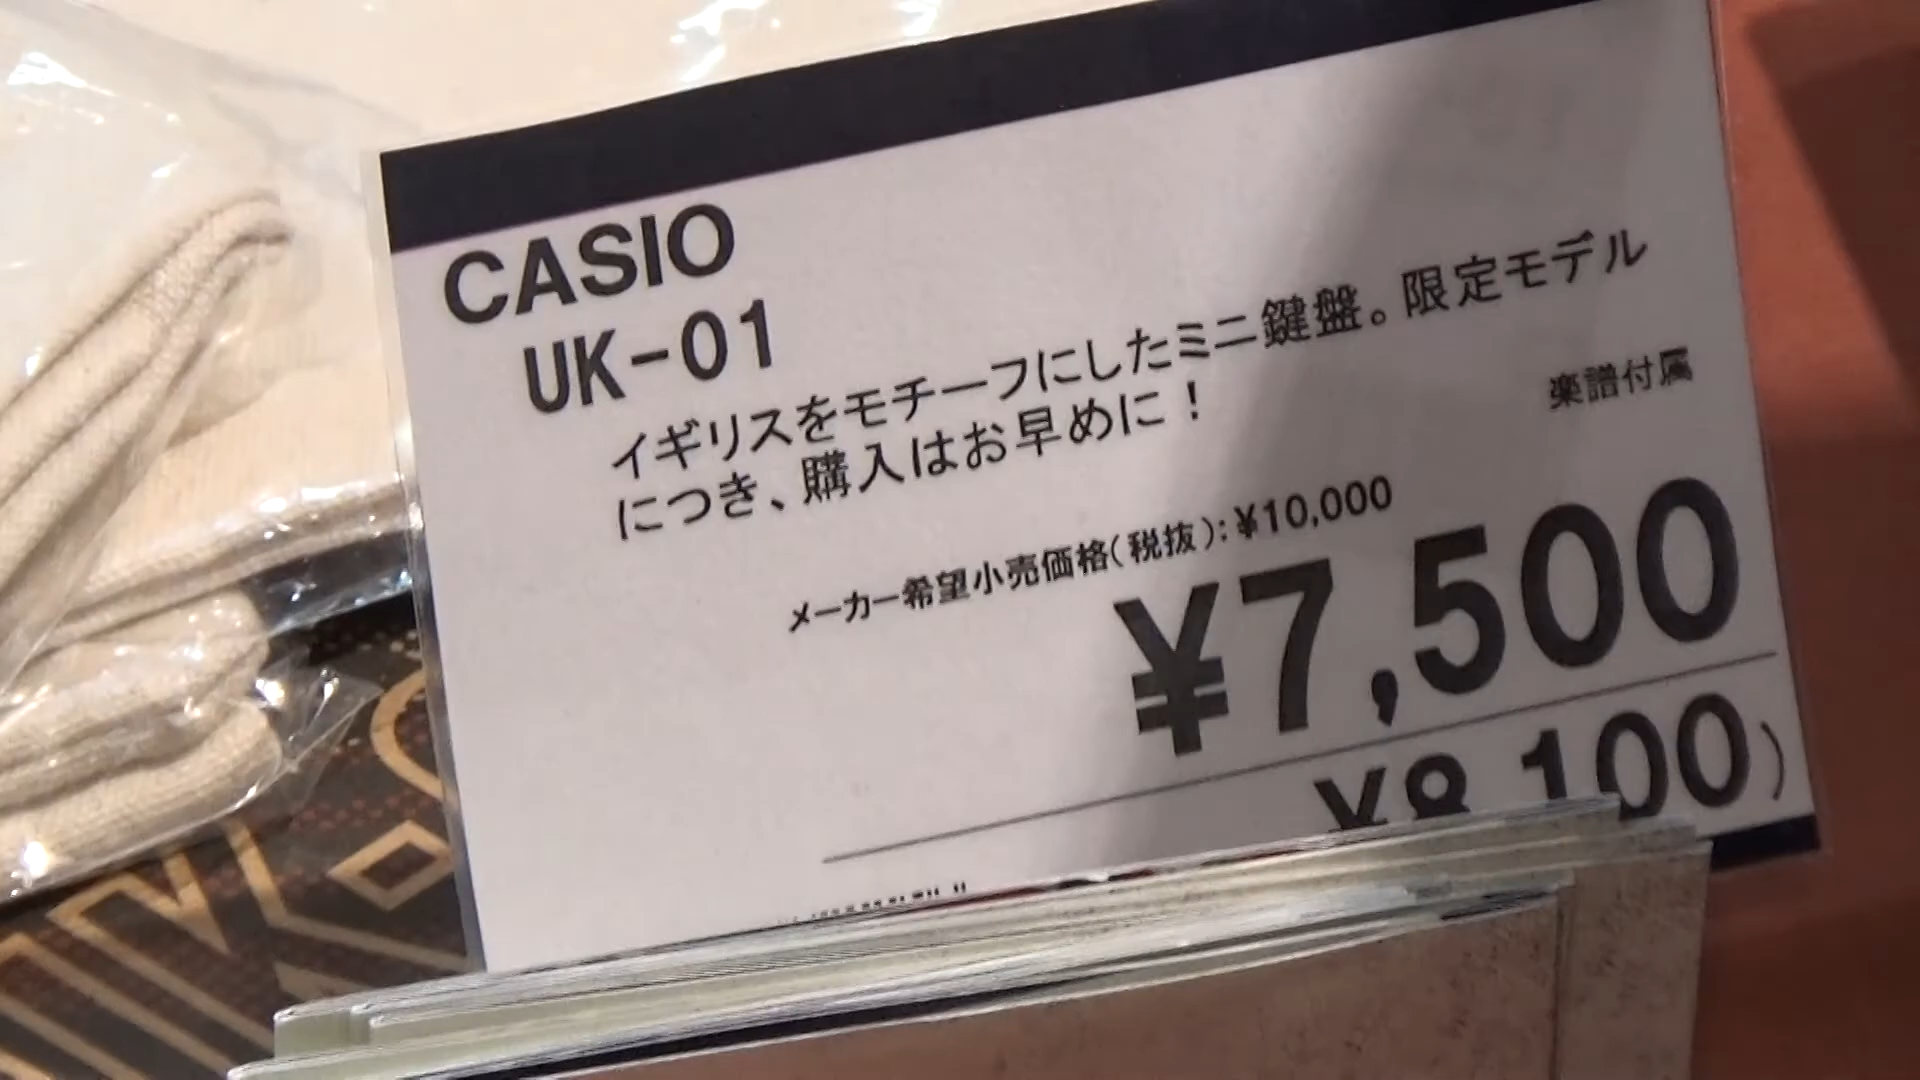 CASIO
UK-01
イギリスをモチーフにしたミニ鍵盤。限定モデル
につき、購入はお早めに！
楽譜付属
メーカー希望小売価格(税抜):¥10,000
¥7,500
¥8,100)